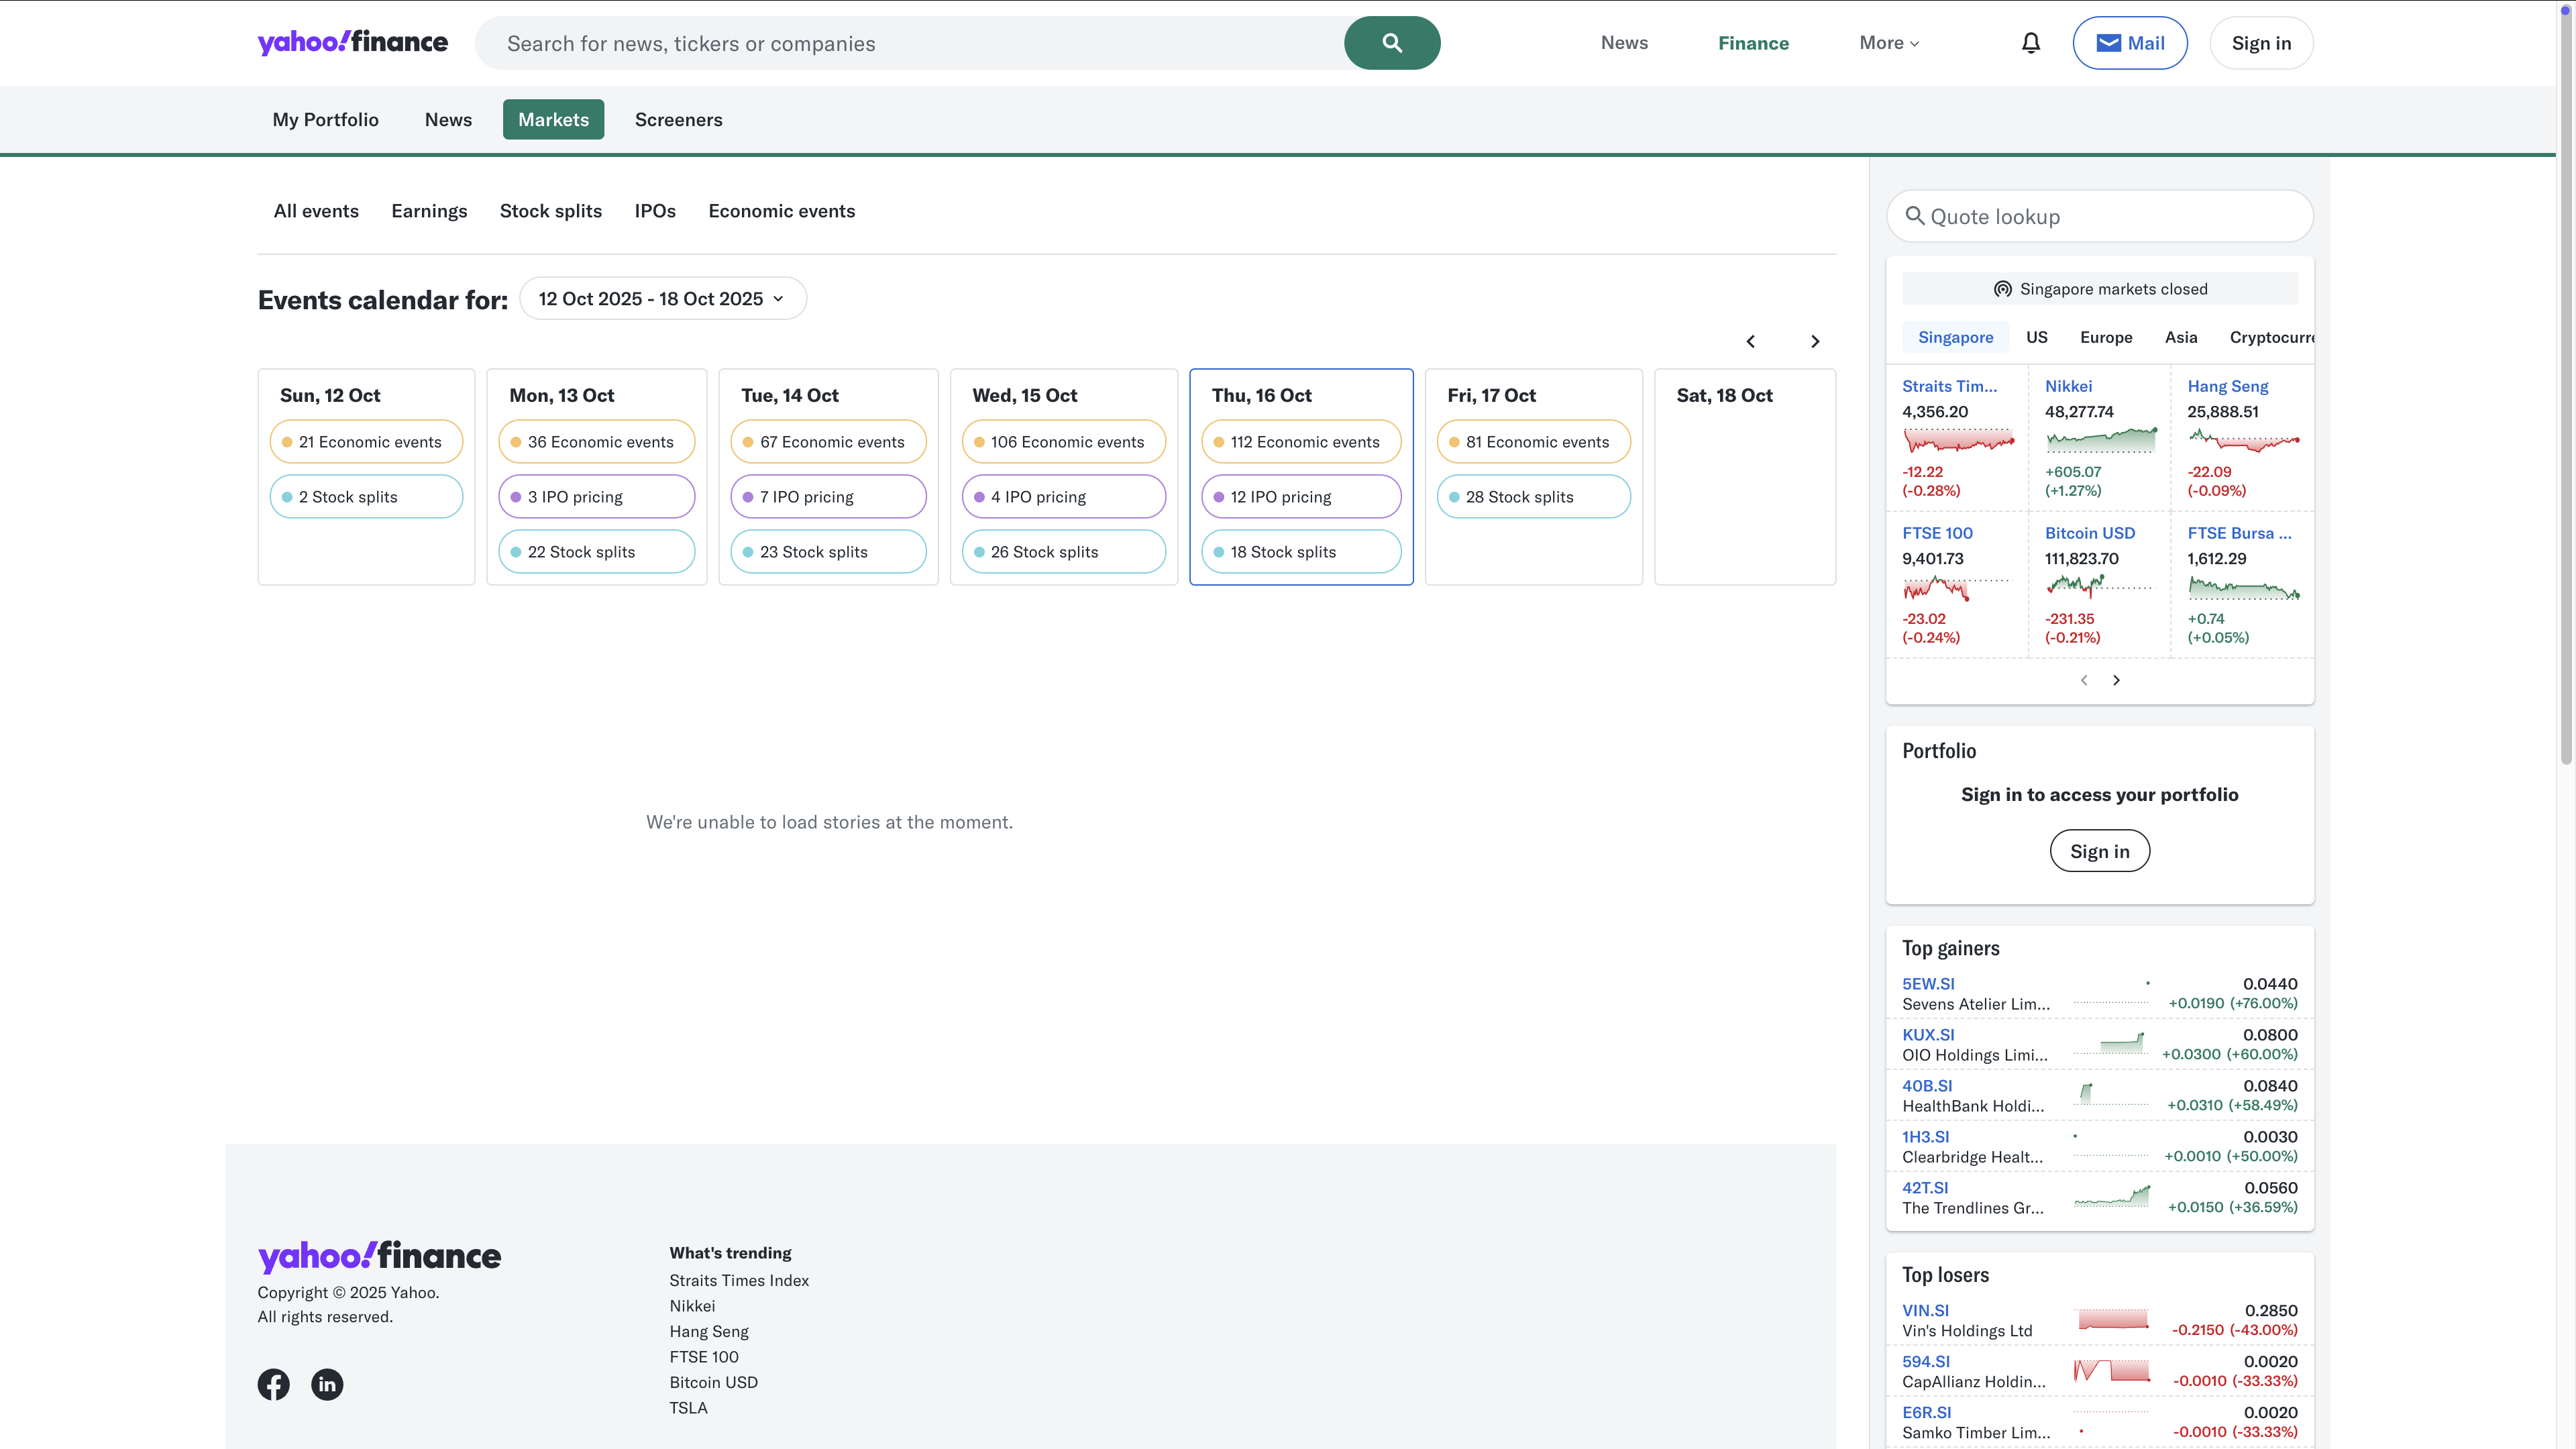 yahoo!finance
Search for news, tickers or companies
News
Finance
More
Mail
Sign in
My Portfolio
News
Markets
Screeners
All events
Earnings
Stock splits
IPOs
Economic events
Events calendar for:
12 Oct 2025 - 18 Oct 2025
Sun, 12 Oct
21 Economic events
2 Stock splits
Mon, 13 Oct
36 Economic events
3 IPO pricing
22 Stock splits
Tue, 14 Oct
67 Economic events
7 IPO pricing
23 Stock splits
Wed, 15 Oct
106 Economic events
4 IPO pricing
26 Stock splits
Thu, 16 Oct
112 Economic events
12 IPO pricing
18 Stock splits
Fri, 17 Oct
81 Economic events
28 Stock splits
Sat, 18 Oct
We're unable to load stories at the moment.
Quote lookup
Singapore markets closed
Singapore
US
Europe
Asia
Cryptocurre
Straits Tim...
4,356.20
-12.22
(-0.28%)
Nikkei
48,277.74
+605.07
(+1.27%)
Hang Seng
25,888.51
-22.09
(-0.09%)
FTSE 100
9,401.73
-23.02
(-0.24%)
Bitcoin USD
111,823.70
-231.35
(-0.21%)
FTSE Bursa ...
1,612.29
+0.74
(+0.05%)
Portfolio
Sign in to access your portfolio
Sign in
Top gainers
5EW.SI
0.0440
Sevens Atelier Lim...
+0.0190 (+76.00%)
KUX.SI
0.0800
OIO Holdings Limi...
+0.0300 (+60.00%)
40B.SI
0.0840
HealthBank Holdi...
+0.0310 (+58.49%)
1H3.SI
0.0030
Clearbridge Healt...
+0.0010 (+50.00%)
42T.SI
0.0560
The Trendlines Gr...
+0.0150 (+36.59%)
Top losers
VIN.SI
0.2850
Vin's Holdings Ltd
-0.2150 (-43.00%)
594.SI
0.0020
CapAllianz Holdin...
-0.0010 (-33.33%)
E6R.SI
0.0020
Samko Timber Lim...
-0.0010 (-33.33%)
yahoo!finance
Copyright © 2025 Yahoo.
All rights reserved.
What's trending
Straits Times Index
Nikkei
Hang Seng
FTSE 100
Bitcoin USD
TSLA